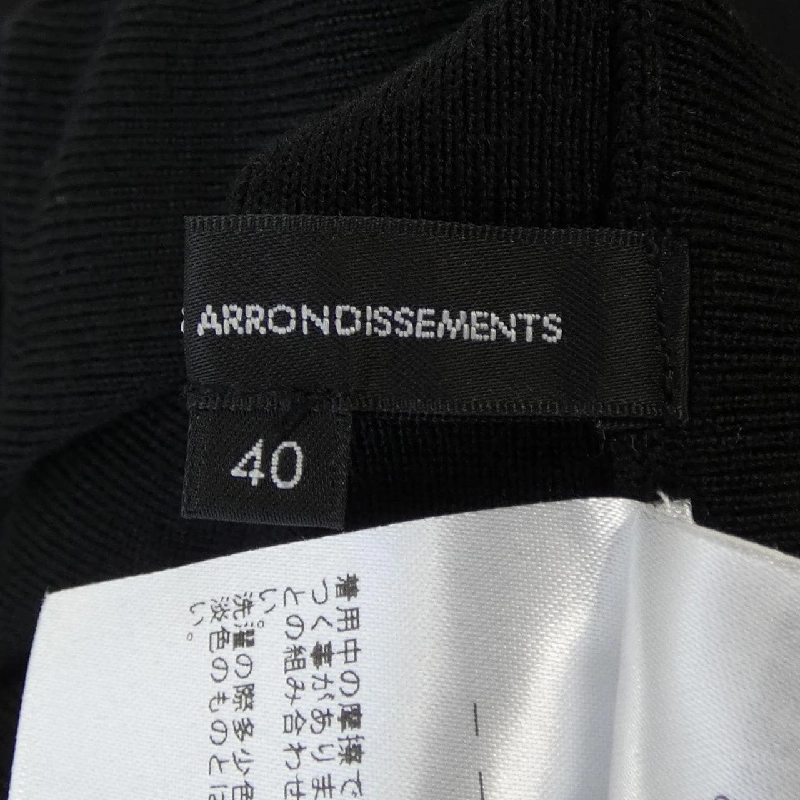 ARRONDISSEMENTS
40
着用中の摩擦で
つく事がありま
との組み合わせ
い。
洗濯の際多少色
淡色のものとは
い。